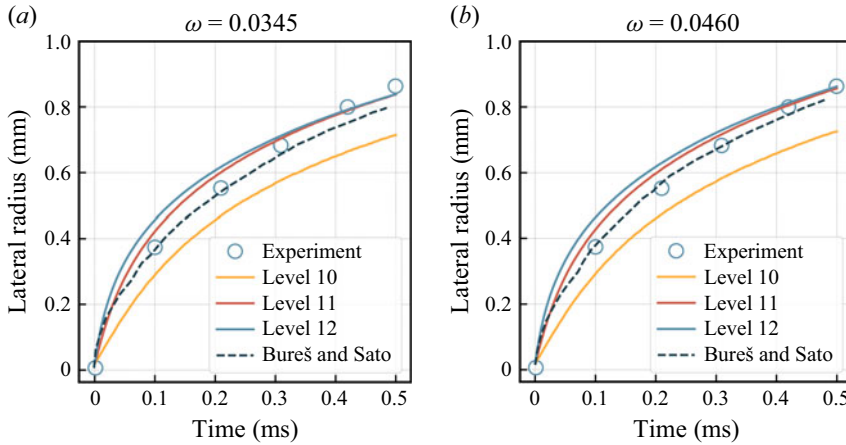 (a)
ω = 0.0345
1.0
0.8
0.6
0.4
0.2
0
Lateral radius (mm)
Experiment
Level 10
Level 11
Level 12
Bureš and Sato
0 0.1 0.2 0.3 0.4 0.5
Time (ms)
(b)
ω = 0.0460
1.0
0.8
0.6
0.4
0.2
0
Lateral radius (mm)
Experiment
Level 10
Level 11
Level 12
Bureš and Sato
0 0.1 0.2 0.3 0.4 0.5
Time (ms)